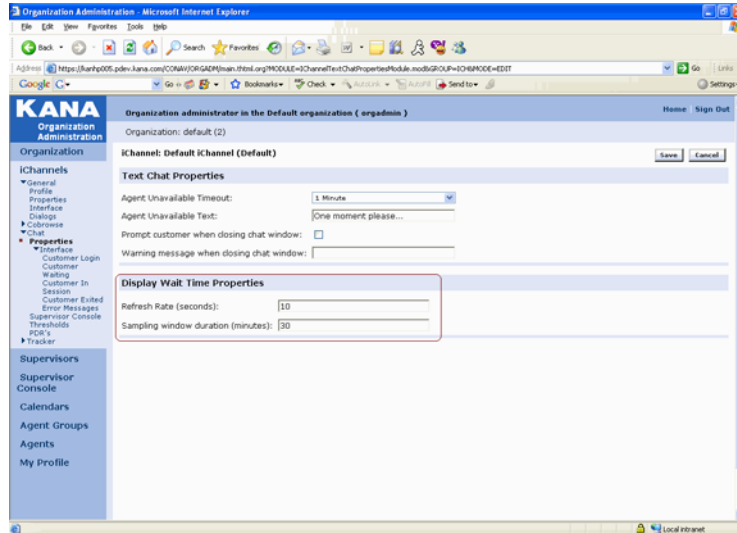 Organization Administration - Microsoft Internet Explorer
File Edit View Favorites Tools Help
Back Search Favorites
Address https://kanhp005.pdev.kana.com/CONAV/ORGADM/main.thtml.org?MODULE=IChannelTextChatPropertiesModule.mod&GROUP=ICH&MODE=EDIT Go Links
Google G Go Bookmarks Check AutoLink AutoFill Send to Settings
KANA
Organization
Administration
Organization administrator in the Default organization ( orgadmin )
Home Sign Out
Organization: default (2)
Organization
iChannels
General
Profile
Properties
Interface
Dialogs
Cobrowse
Chat
Properties
Interface
Customer Login
Customer
Waiting
Customer In
Session
Customer Exited
Error Messages
Supervisor Console
Thresholds
PDR's
Tracker
Supervisors
Supervisor
Console
Calendars
Agent Groups
Agents
My Profile
iChannel: Default iChannel (Default)
Save Cancel
Text Chat Properties
Agent Unavailable Timeout: 1 Minute
Agent Unavailable Text: One moment please...
Prompt customer when closing chat window:
Warning message when closing chat window:
Display Wait Time Properties
Refresh Rate (seconds): 10
Sampling window duration (minutes): 30
Local intranet